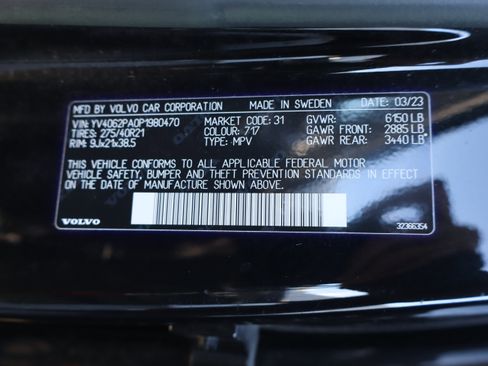 MFD BY VOLVO CAR CORPORATION MADE IN SWEDEN DATE: 03/23
VIN: YV4062PA0P1980470 MARKET CODE: 31 GVWR: 6150 LB
TIRES: 275/40R21 COLOUR: 717 GAWR FRONT: 2885 LB
RIM: 9Jx21x38.5 TYPE: MPV GAWR REAR: 3440 LB
THIS VEHICLE CONFORMS TO ALL APPLICABLE FEDERAL MOTOR
VEHICLE SAFETY, BUMPER AND THEFT PREVENTION STANDARDS IN EFFECT
ON THE DATE OF MANUFACTURE SHOWN ABOVE.
VOLVO 32366354